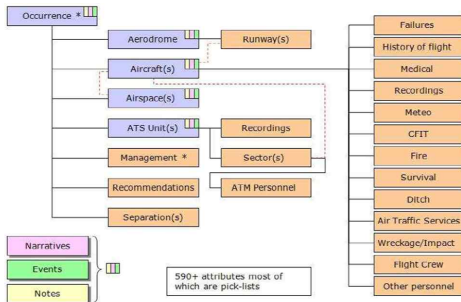 Occurrence *
Aerodrome
Runway(s)
Aircraft(s)
Airspace(s)
ATS Unit(s)
Recordings
Management *
Sector(s)
Recommendations
ATM Personnel
Separation(s)
Narratives
Events
Notes
590+ attributes most of
which are pick-lists
Failures
History of flight
Medical
Recordings
Meteo
CFIT
Fire
Survival
Ditch
Air Traffic Services
Wreckage/Impact
Flight Crew
Other personnel